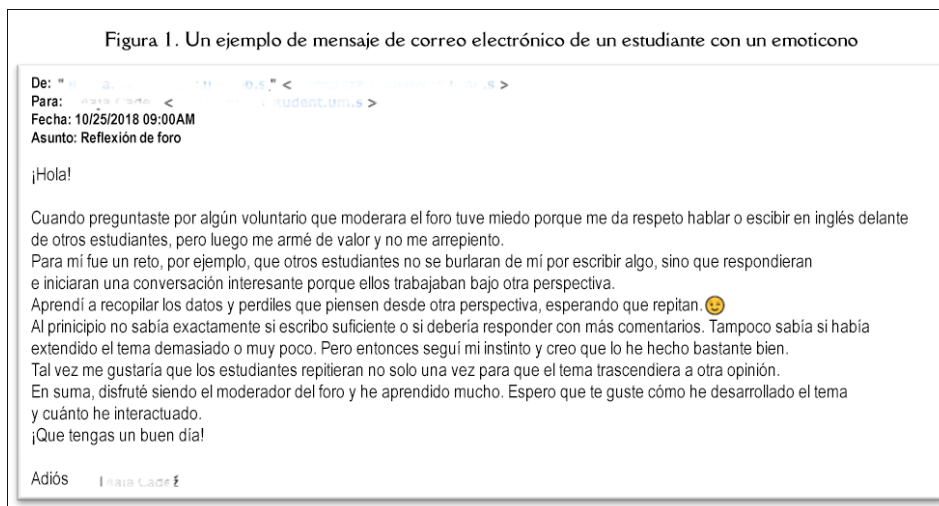 Figura 1. Un ejemplo de mensaje de correo electrónico de un estudiante con un emoticono
De: " " < >
Para: < student.um.s >
Fecha: 10/25/2018 09:00AM
Asunto: Reflexión de foro
¡Hola!
Cuando preguntaste por algún voluntario que moderara el foro tuve miedo porque me da respeto hablar o escibir en inglés delante
de otros estudiantes, pero luego me armé de valor y no me arrepiento.
Para mí fue un reto, por ejemplo, que otros estudiantes no se burlaran de mí por escribir algo, sino que respondieran
e iniciaran una conversación interesante porque ellos trabajaban bajo otra perspectiva.
Aprendí a recopilar los datos y perdiles que piensen desde otra perspectiva, esperando que repitan. 😉
Al prinicipio no sabía exactamente si escribo suficiente o si debería responder con más comentarios. Tampoco sabía si había
extendido el tema demasiado o muy poco. Pero entonces seguí mi instinto y creo que lo he hecho bastante bien.
Tal vez me gustaría que los estudiantes repitieran no solo una vez para que el tema trascendiera a otra opinión.
En suma, disfruté siendo el moderador del foro y he aprendido mucho. Espero que te guste cómo he desarrollado el tema
y cuánto he interactuado.
¡Que tengas un buen día!
Adiós